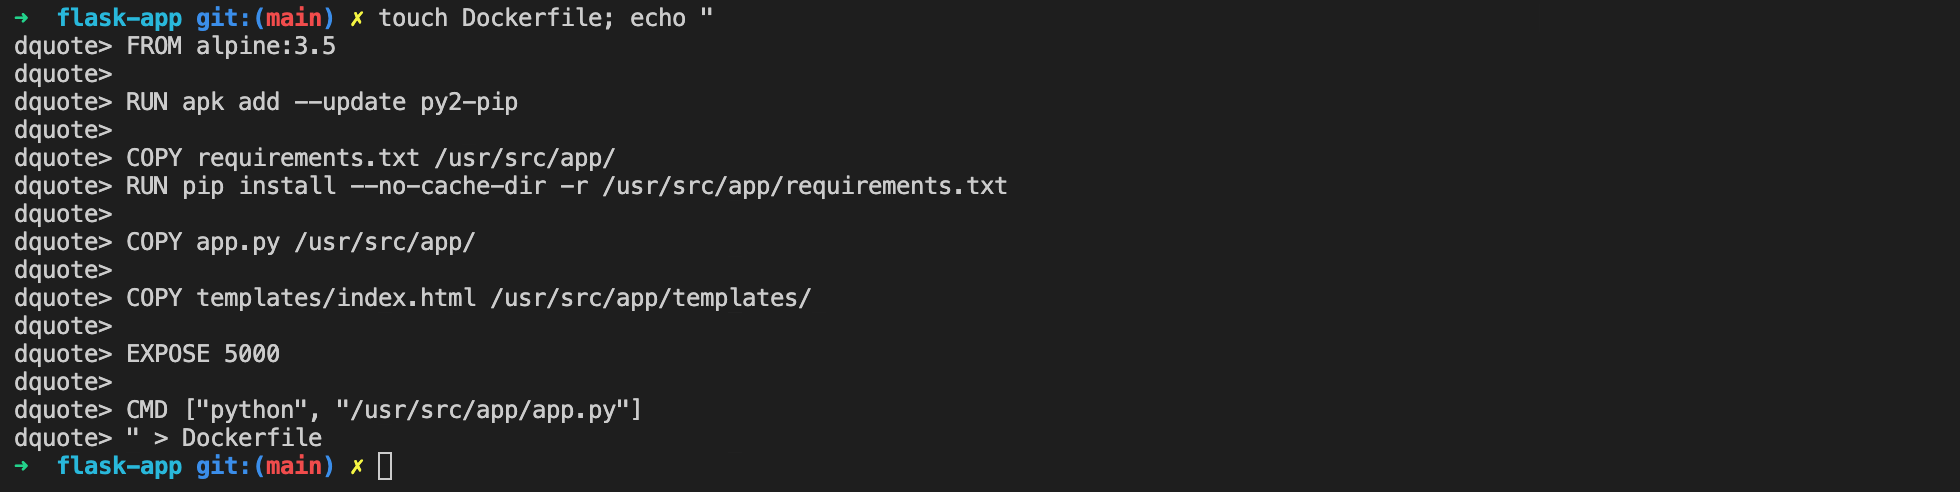 ➜  flask-app git:(main) ✗ touch Dockerfile; echo "
dquote> FROM alpine:3.5
dquote>
dquote> RUN apk add --update py2-pip
dquote>
dquote> COPY requirements.txt /usr/src/app/
dquote> RUN pip install --no-cache-dir -r /usr/src/app/requirements.txt
dquote>
dquote> COPY app.py /usr/src/app/
dquote>
dquote> COPY templates/index.html /usr/src/app/templates/
dquote>
dquote> EXPOSE 5000
dquote>
dquote> CMD ["python", "/usr/src/app/app.py"]
dquote> " > Dockerfile
➜  flask-app git:(main) ✗